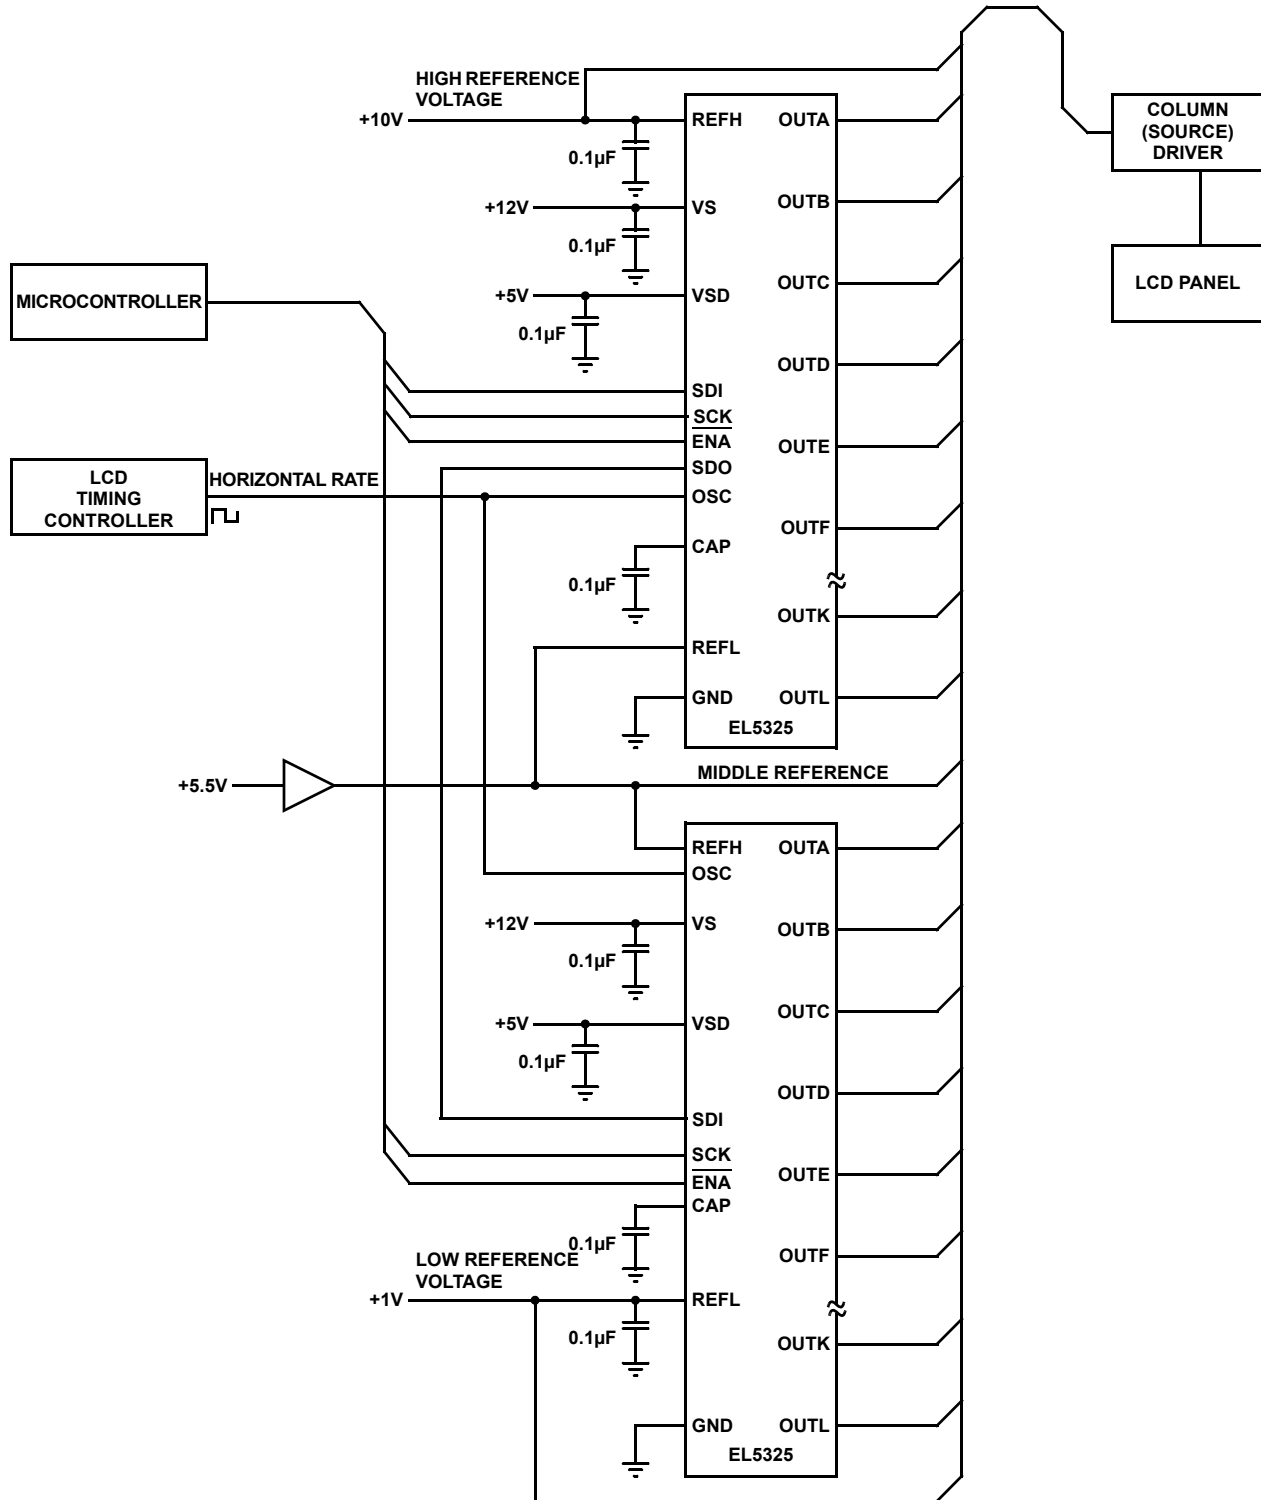 HIGH REFERENCE
VOLTAGE
+10V
REFH
OUTA
COLUMN
(SOURCE)
DRIVER
0.1µF
+12V
VS
OUTB
0.1µF
MICROCONTROLLER
+5V
VSD
OUTC
LCD PANEL
0.1µF
OUTD
SDI
SCK
ENA
OUTE
SDO
LCD
TIMING
CONTROLLER
HORIZONTAL RATE
OSC
OUTF
CAP
0.1µF
OUTK
REFL
GND
OUTL
EL5325
+5.5V
MIDDLE REFERENCE
REFH
OUTA
OSC
+12V
VS
OUTB
0.1µF
+5V
VSD
OUTC
0.1µF
OUTD
SDI
SCK
OUTE
ENA
CAP
0.1µF
OUTF
LOW REFERENCE
VOLTAGE
+1V
REFL
0.1µF
OUTK
GND
OUTL
EL5325